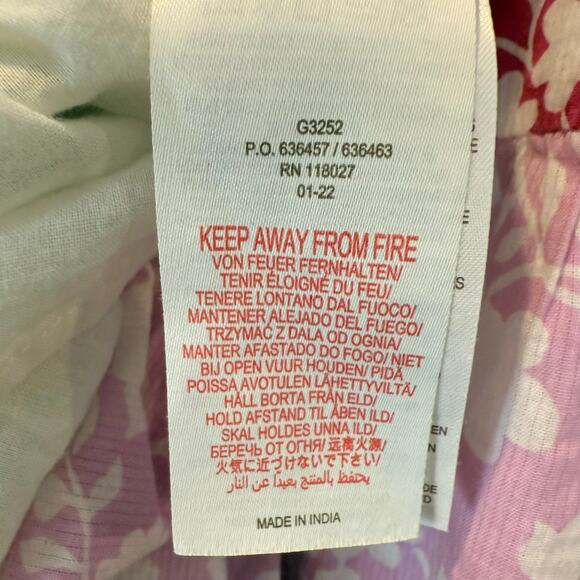 G3252
P.O. 636457 / 636463
RN 118027
01-22
KEEP AWAY FROM FIRE
VON FEUER FERNHALTEN/
TENIR ÉLOIGNÉ DU FEU/
TENERE LONTANO DAL FUOCO/
MANTENER ALEJADO DEL FUEGO/
TRZYMAĆ Z DALA OD OGNIA/
MANTER AFASTADO DO FOGO/ NIET
BIJ OPEN VUUR HOUDEN/ PIDÄ
POISSA AVOTULEN LÄHETTYVILTÄ/
HÅLL BORTA FRÅN ELD/
HOLD AFSTAND TIL ÅBEN ILD/
SKAL HOLDES UNNA ILD/
БЕРЕЧЬ ОТ ОГНЯ/ 远离火源/
火気に近づけないで下さい/
يحتفظ بالمنتج بعيداً عن النار
MADE IN INDIA